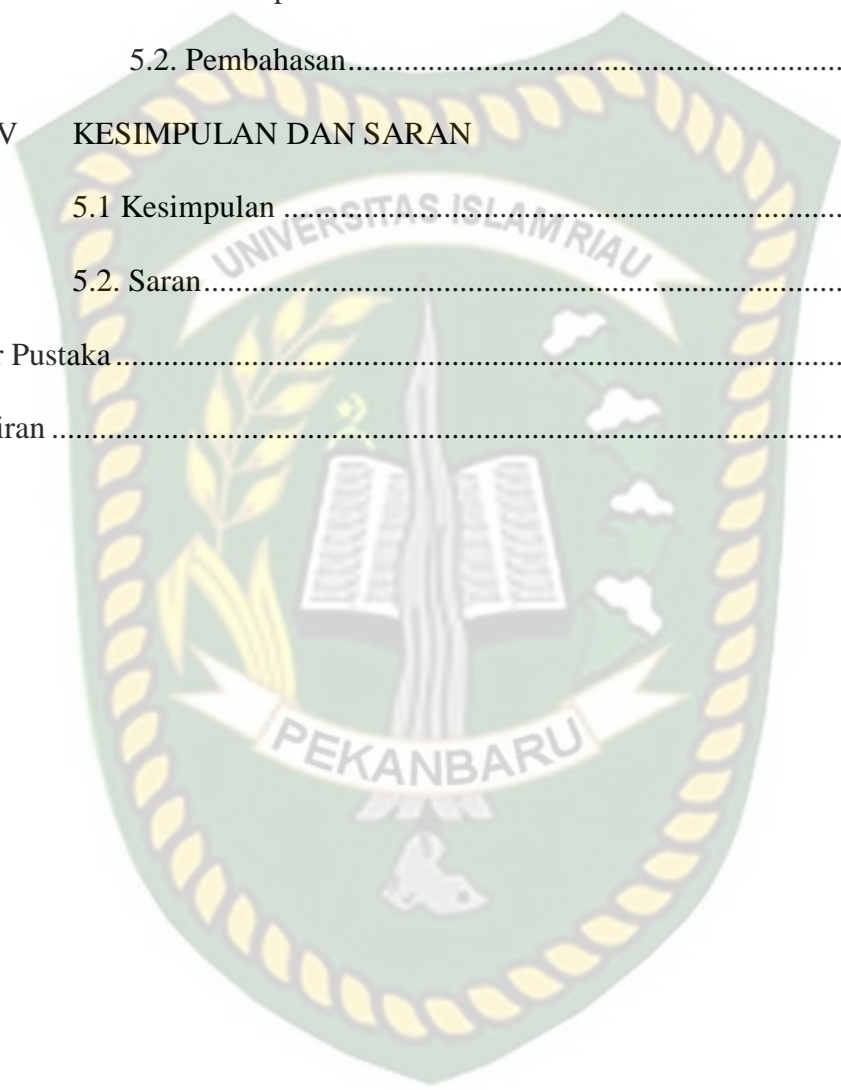 5.2. Pembahasan
V KESIMPULAN DAN SARAN
5.1 Kesimpulan
5.2. Saran
r Pustaka
iran
UNIVERSITAS ISLAM RIAU
PEKANBARU